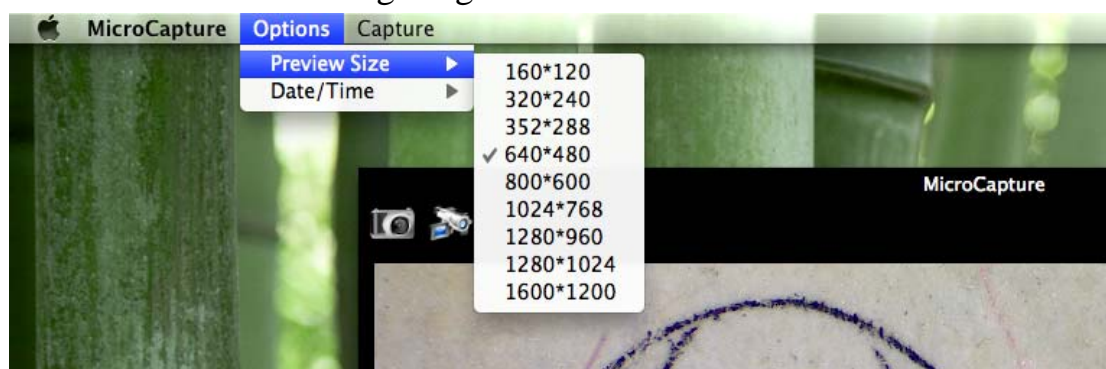 MicroCapture Options Capture
Preview Size
Date/Time
160*120
320*240
352*288
640*480
800*600
1024*768
1280*960
1280*1024
1600*1200
MicroCapture